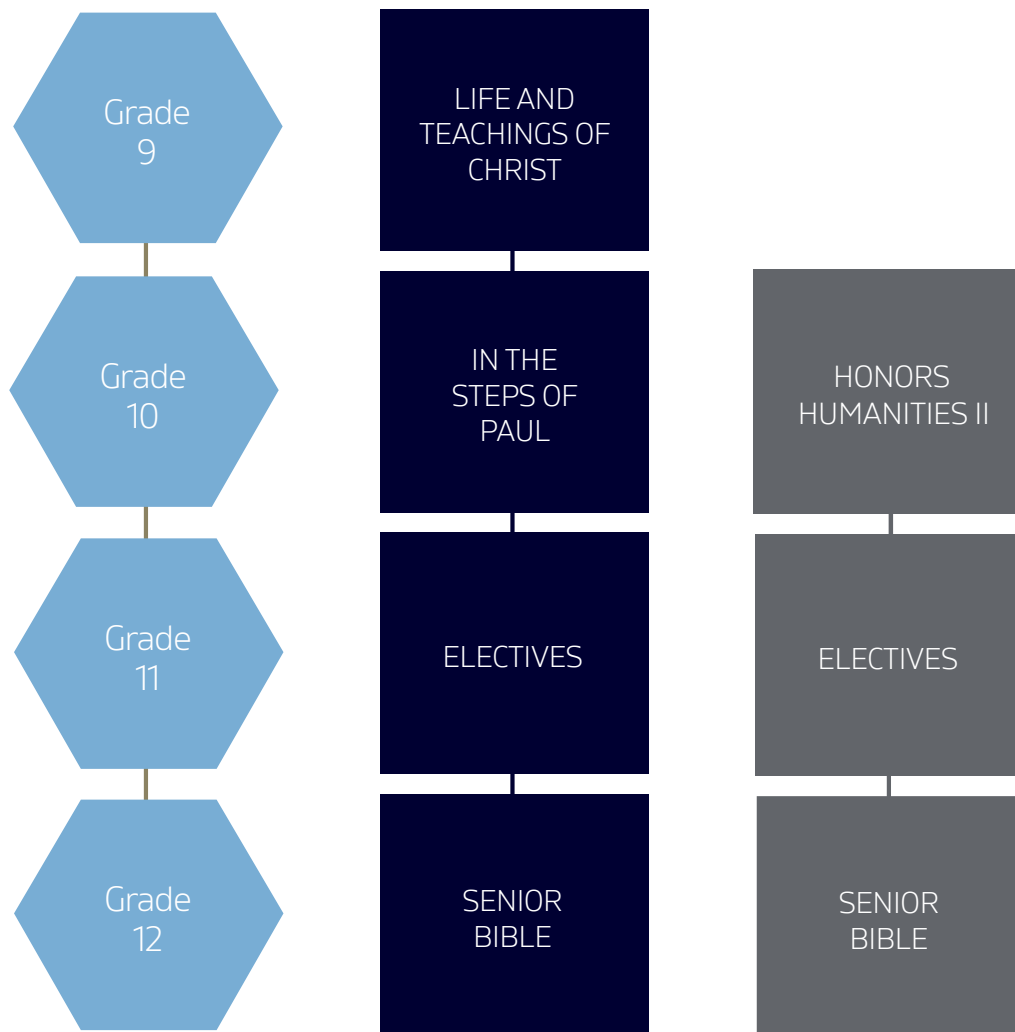 Grade
9
LIFE AND
TEACHINGS OF
CHRIST
Grade
10
IN THE
STEPS OF
PAUL
HONORS
HUMANITIES II
Grade
11
ELECTIVES
ELECTIVES
Grade
12
SENIOR
BIBLE
SENIOR
BIBLE